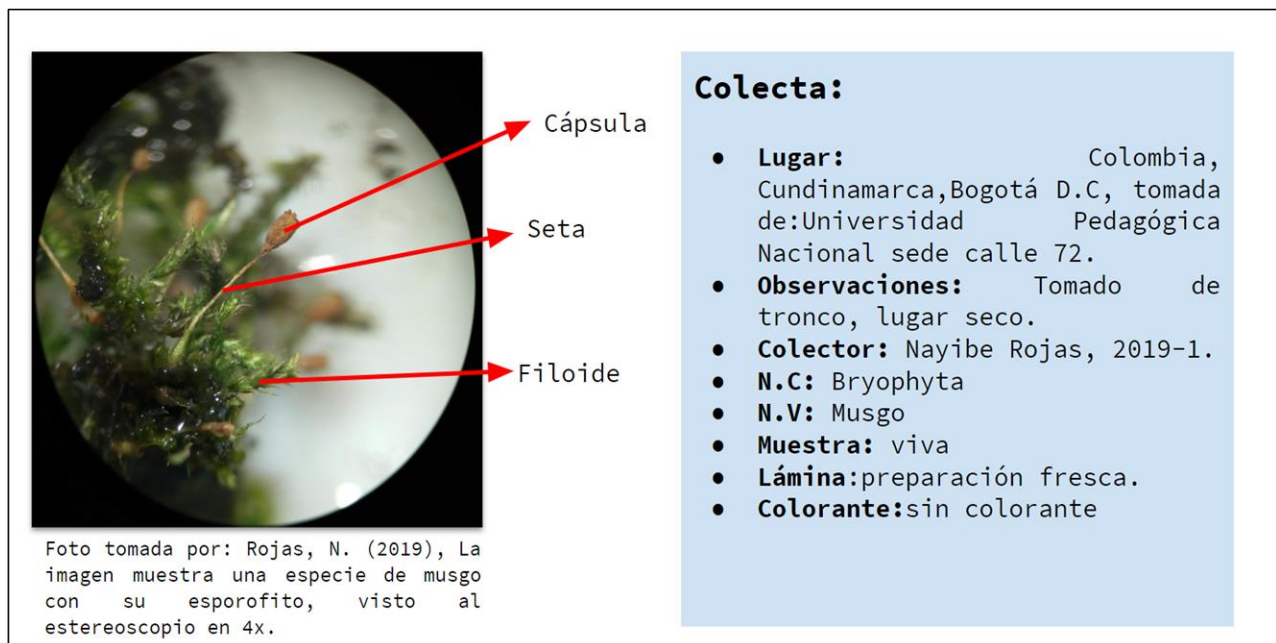 Cápsula
Seta
Filoide
Foto tomada por: Rojas, N. (2019), La
imagen muestra una especie de musgo
con su esporofito, visto al
estereoscopio en 4x.
Colecta:
● Lugar: Colombia,
Cundinamarca,Bogotá D.C, tomada
de:Universidad Pedagógica
Nacional sede calle 72.
● Observaciones: Tomado de
tronco, lugar seco.
● Colector: Nayibe Rojas, 2019-1.
● N.C: Bryophyta
● N.V: Musgo
● Muestra: viva
● Lámina:preparación fresca.
● Colorante:sin colorante